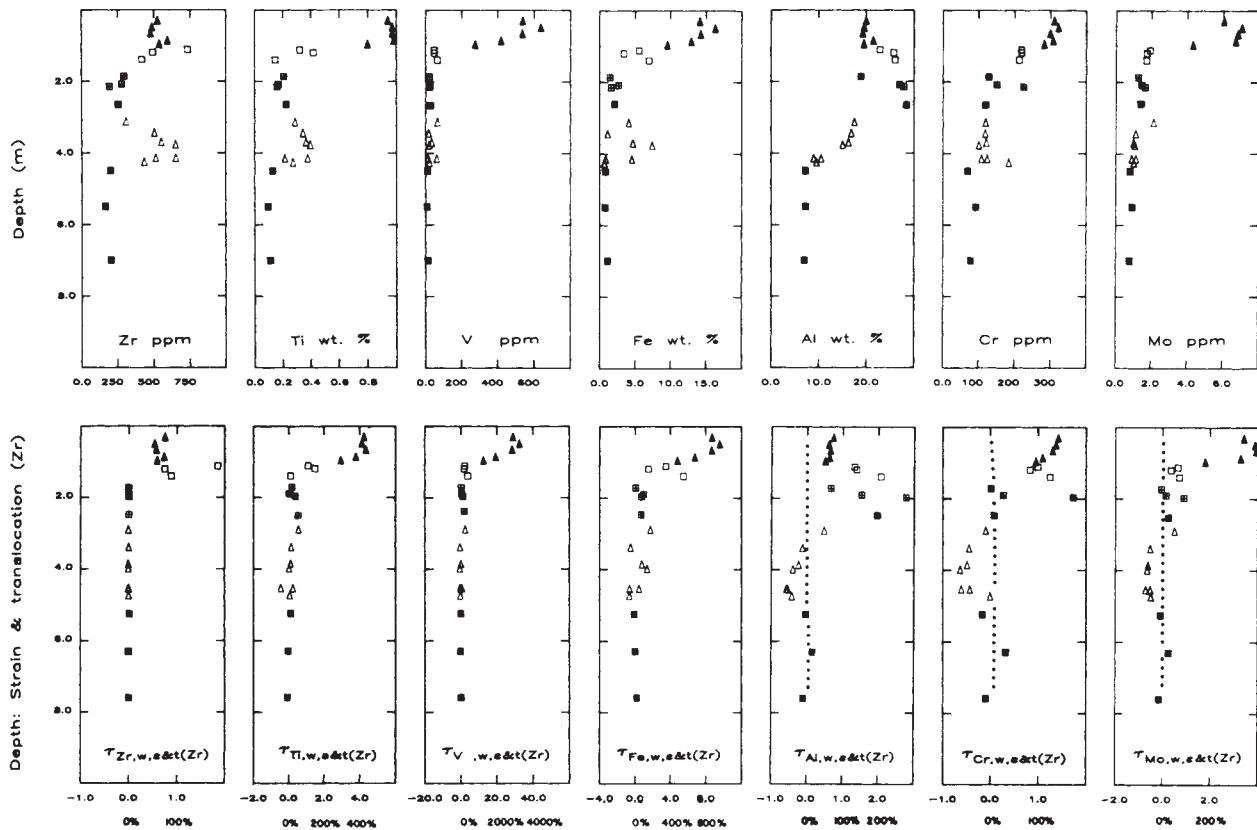 Depth (m)
2.0
4.0
6.0
8.0
Zr ppm
Ti wt. %
V ppm
Fe wt. %
Al wt. %
Cr ppm
Mo ppm
0.0 250 500 750
0.0 0.2 0.4 0.6 0.8
0.0 200 400 600
0.0 5.0 10.0 15.0
0.0 10.0 20.0
0.0 100 300
0.0 2.0 4.0 6.0
Depth: Strain & translocation (Zr)
2.0
4.0
6.0
8.0
τZr,w,s&t(Zr)
τTi,w,s&t(Zr)
τV ,w,s&t(Zr)
τFe,w,s&t(Zr)
τAl,w,s&t(Zr)
τCr,w,s&t(Zr)
τMo,w,s&t(Zr)
-1.0 0.0 1.0
0.0 2.0 4.0
0.0 20.0 40.0
-4.0 0.0 4.0 8.0
-1.0 0.0 1.0 2.0
-1.0 0.0 1.0
-2.0 0.0 2.0
0% 100%
0% 200% 400%
0% 2000% 4000%
0% 400% 800%
0% 100% 200%
0% 100%
0% 200%